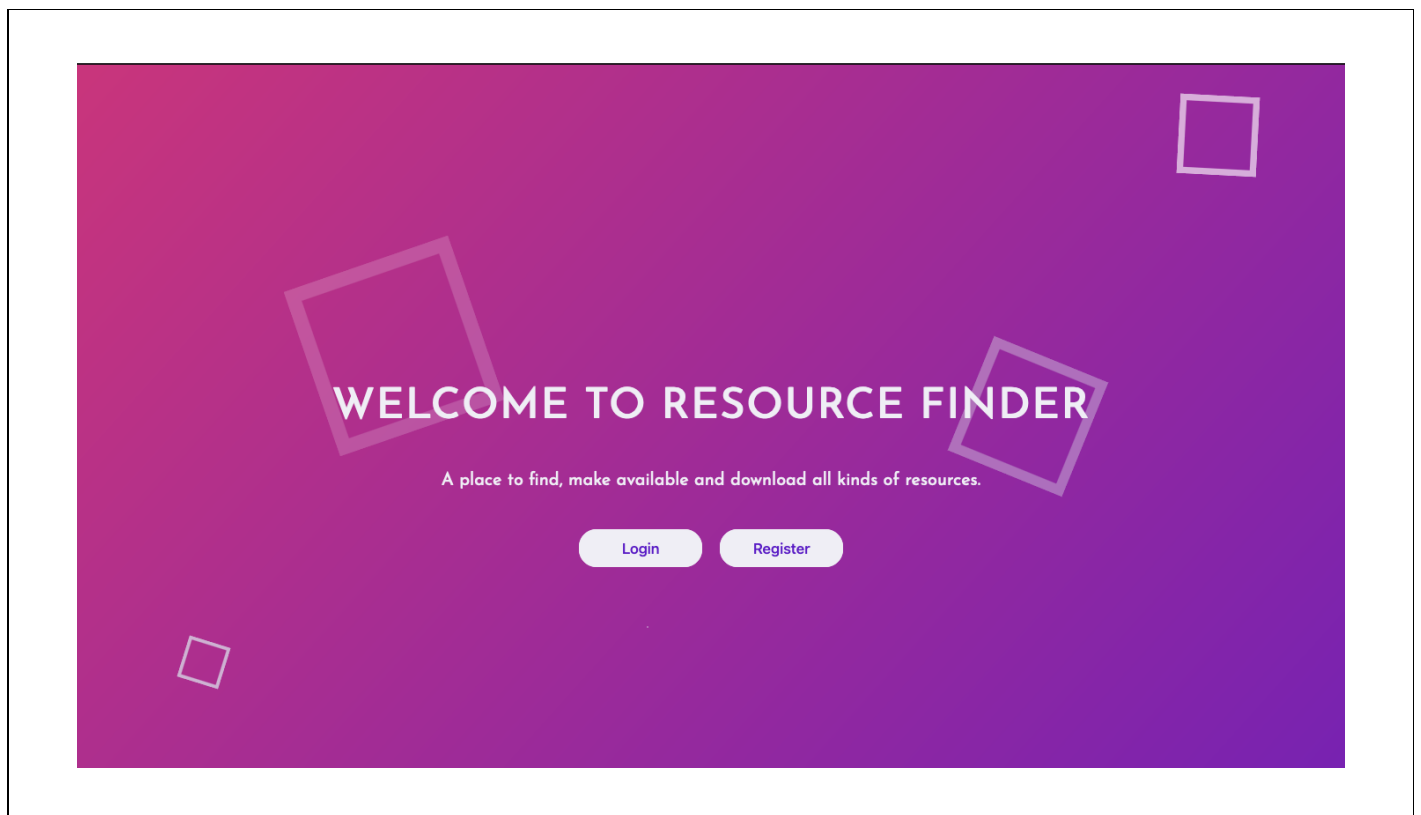 WELCOME TO RESOURCE FINDER
A place to find, make available and download all kinds of resources.
Login
Register